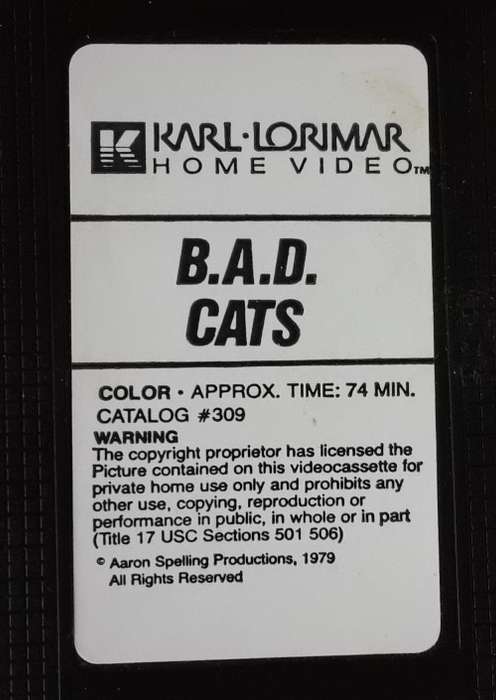 K KARL·LORIMAR
HOME VIDEO™
B.A.D.
CATS
COLOR · APPROX. TIME: 74 MIN.
CATALOG #309
WARNING
The copyright proprietor has licensed the
Picture contained on this videocassette for
private home use only and prohibits any
other use, copying, reproduction or
performance in public, in whole or in part
(Title 17 USC Sections 501 506)
© Aaron Spelling Productions, 1979
All Rights Reserved